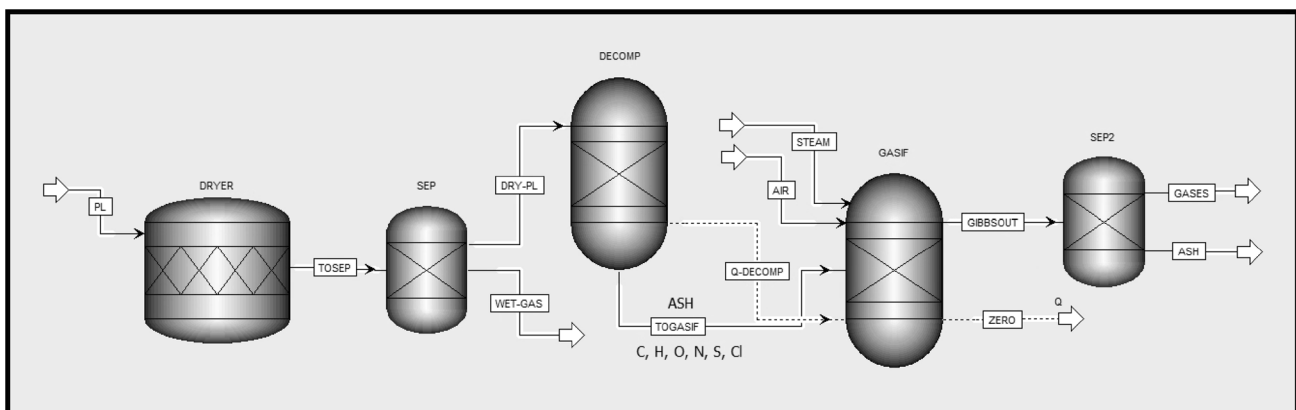 DECOMP
STEAM
SEP2
GASIF
DRYER
SEP
DRY-PL
AIR
GASES
PL
GIBBSOUT
TOSEP
Q-DECOMP
ASH
WET-GAS
ASH
Q
TOGASIF
ZERO
C, H, O, N, S, Cl